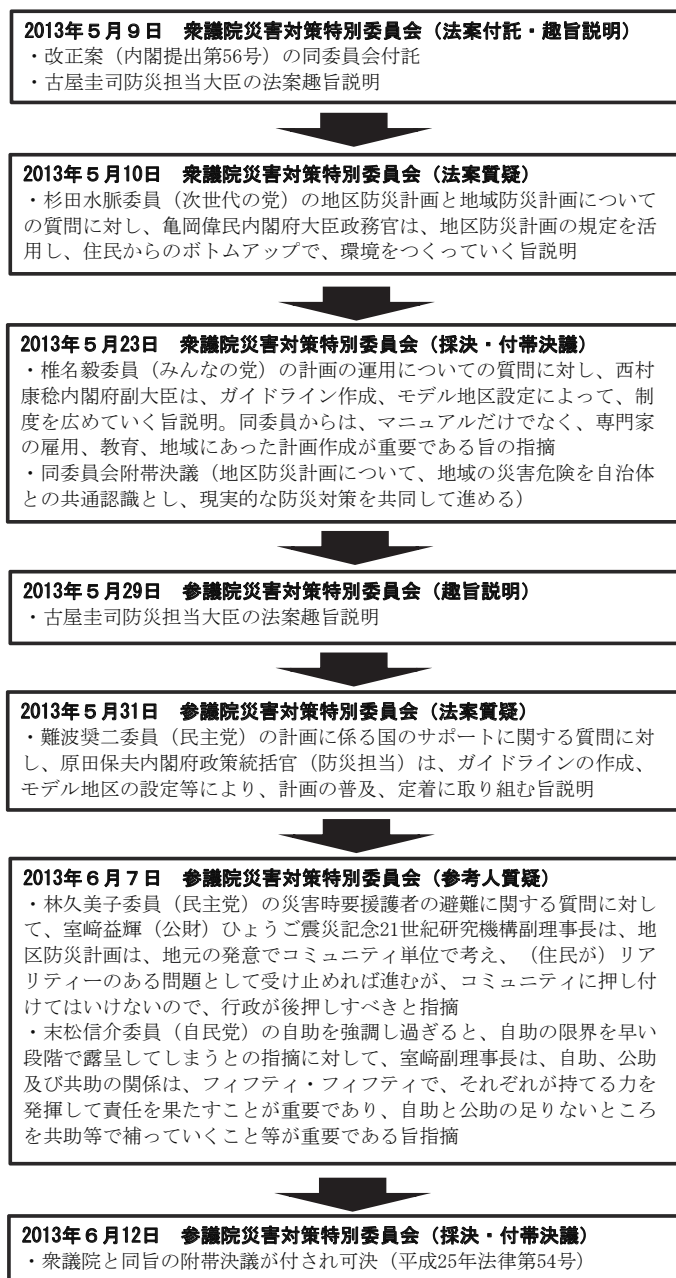 2013年５月９日　衆議院災害対策特別委員会（法案付託・趣旨説明）
・改正案（内閣提出第56号）の同委員会付託
・古屋圭司防災担当大臣の法案趣旨説明
2013年５月10日　衆議院災害対策特別委員会（法案質疑）
・杉田水脈委員（次世代の党）の地区防災計画と地域防災計画について
の質問に対し、亀岡偉民内閣府大臣政務官は、地区防災計画の規定を活
用し、住民からのボトムアップで、環境をつくっていく旨説明
2013年５月23日　衆議院災害対策特別委員会（採決・付帯決議）
・椎名毅委員（みんなの党）の計画の運用についての質問に対し、西村
康稔内閣府副大臣は、ガイドライン作成、モデル地区設定によって、制
度を広めていく旨説明。同委員からは、マニュアルだけでなく、専門家
の雇用、教育、地域にあった計画作成が重要である旨の指摘
・同委員会附帯決議（地区防災計画について、地域の災害危険を自治体
との共通認識とし、現実的な防災対策を共同して進める）
2013年５月29日　参議院災害対策特別委員会（趣旨説明）
・古屋圭司防災担当大臣の法案趣旨説明
2013年５月31日　参議院災害対策特別委員会（法案質疑）
・難波奨二委員（民主党）の計画に係る国のサポートに関する質問に対
し、原田保夫内閣府政策統括官（防災担当）は、ガイドラインの作成、
モデル地区の設定等により、計画の普及、定着に取り組む旨説明
2013年６月７日　参議院災害対策特別委員会（参考人質疑）
・林久美子委員（民主党）の災害時要援護者の避難に関する質問に対し
て、室﨑益輝（公財）ひょうご震災記念21世紀研究機構副理事長は、地
区防災計画は、地元の発意でコミュニティ単位で考え、（住民が）リア
リティーのある問題として受け止めれば進むが、コミュニティに押し付
けてはいけないので、行政が後押しすべきと指摘
・末松信介委員（自民党）の自助を強調し過ぎると、自助の限界を早い
段階で露呈してしまうとの指摘に対して、室﨑副理事長は、自助、公助
及び共助の関係は、フィフティ・フィフティで、それぞれが持てる力を
発揮して責任を果たすことが重要であり、自助と公助の足りないところ
を共助等で補っていくこと等が重要である旨指摘
2013年６月12日　参議院災害対策特別委員会（採決・付帯決議）
・衆議院と同旨の附帯決議が付され可決（平成25年法律第54号）